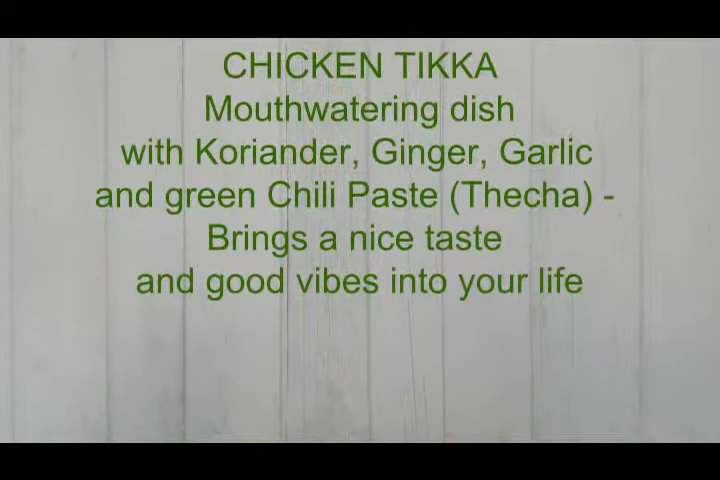 CHICKEN TIKKA
Mouthwatering dish
with Koriander, Ginger, Garlic
and green Chili Paste (Thecha) -
Brings a nice taste
and good vibes into your life